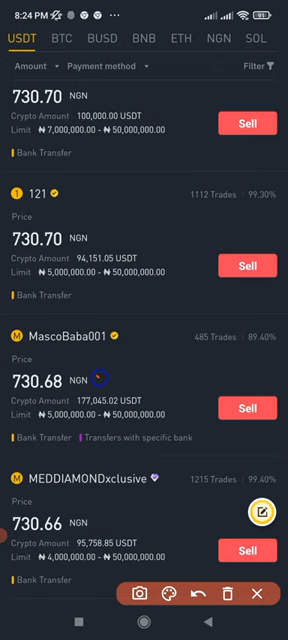 8:24 PM
91
USDT BTC BUSD BNB ETH NGN SOL
Amount Payment method Filter
730.70 NGN
Crypto Amount 100,000.00 USDT
Limit ₦ 7,000,000.00 - ₦ 50,000,000.00
Sell
Bank Transfer
1 121 1112 Trades | 99.30%
Price
730.70 NGN
Crypto Amount 94,151.05 USDT
Limit ₦ 5,000,000.00 - ₦ 50,000,000.00
Sell
Bank Transfer
M MascoBaba001 485 Trades | 89.40%
Price
730.68 NGN
Crypto Amount 177,045.02 USDT
Limit ₦ 5,000,000.00 - ₦ 50,000,000.00
Sell
Bank Transfer Transfers with specific bank
M MEDDIAMONDxclusive 1215 Trades | 99.40%
Price
730.66 NGN
Crypto Amount 95,758.85 USDT
Limit ₦ 4,000,000.00 - ₦ 50,000,000.00
Sell
Bank Transfer